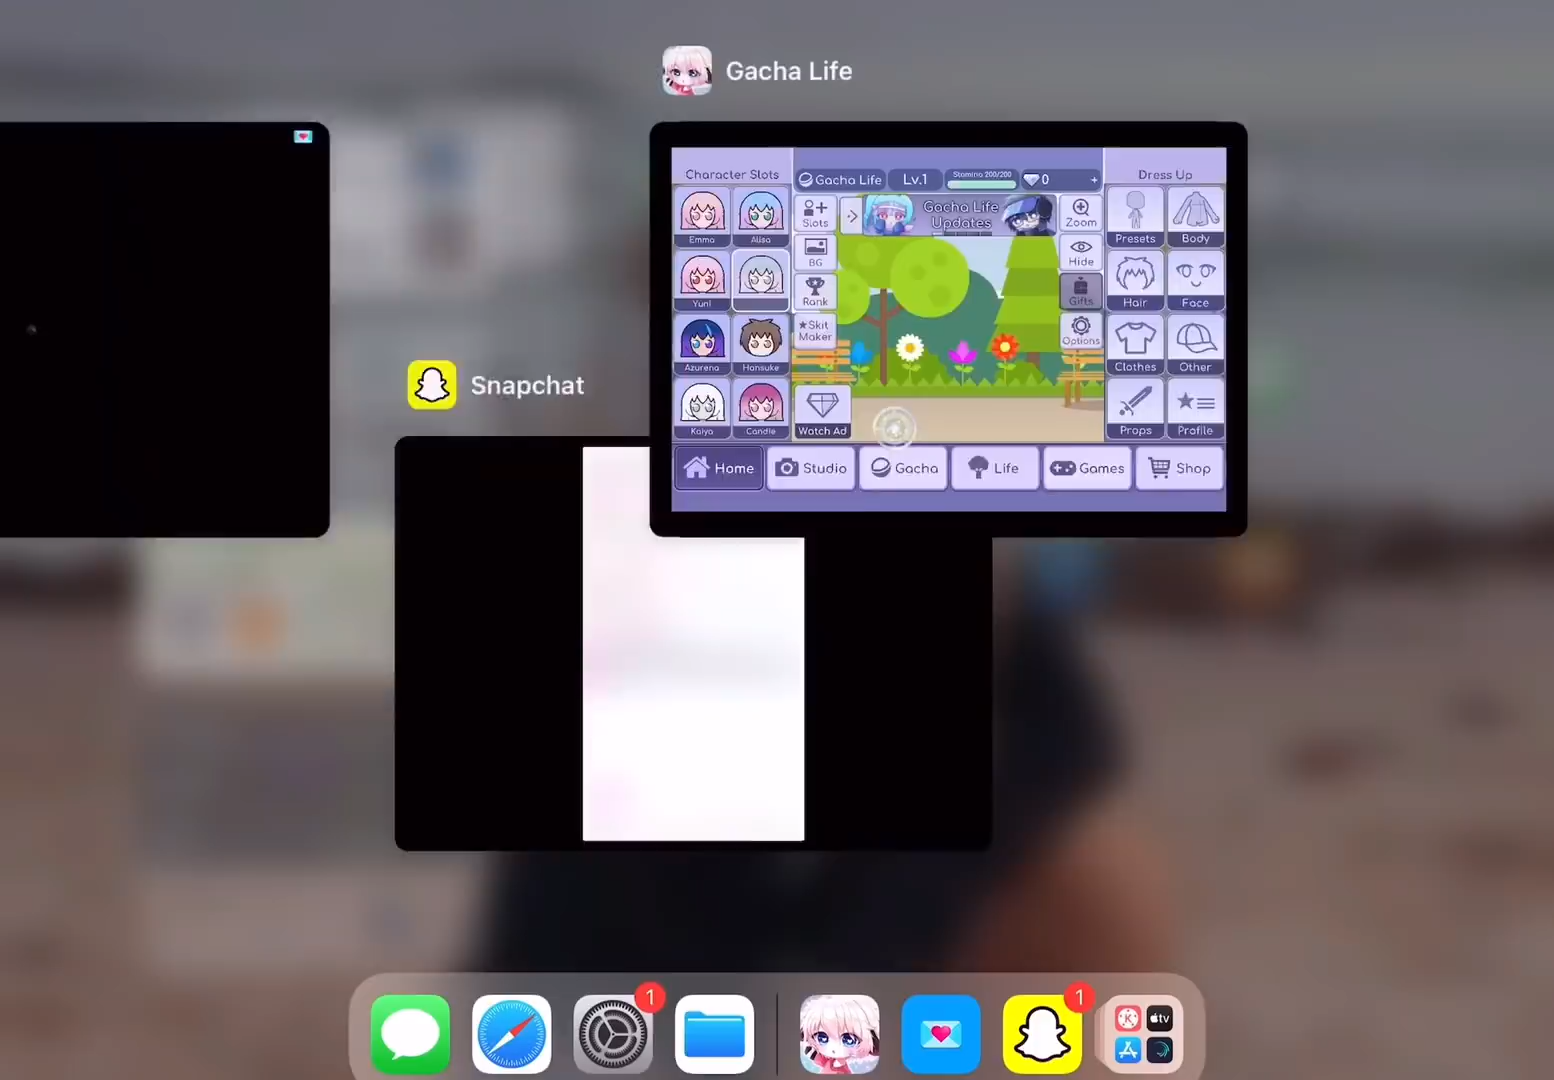 Gacha Life
Character Slots
Gacha Life
Lv.1
Stamina 200/200
0
+
Dress Up
Emma
Alisa
Slots
Gacha Life
Updates
Zoom
Presets
Body
Yuni
BG
Hide
Rank
Gifts
Hair
Face
★Skit
Maker
Options
Azurena
Hansuke
Clothes
Other
Kaiya
Candle
Watch Ad
Props
Profile
Home
Studio
Gacha
Life
Games
Shop
Snapchat
1
1
K
tv